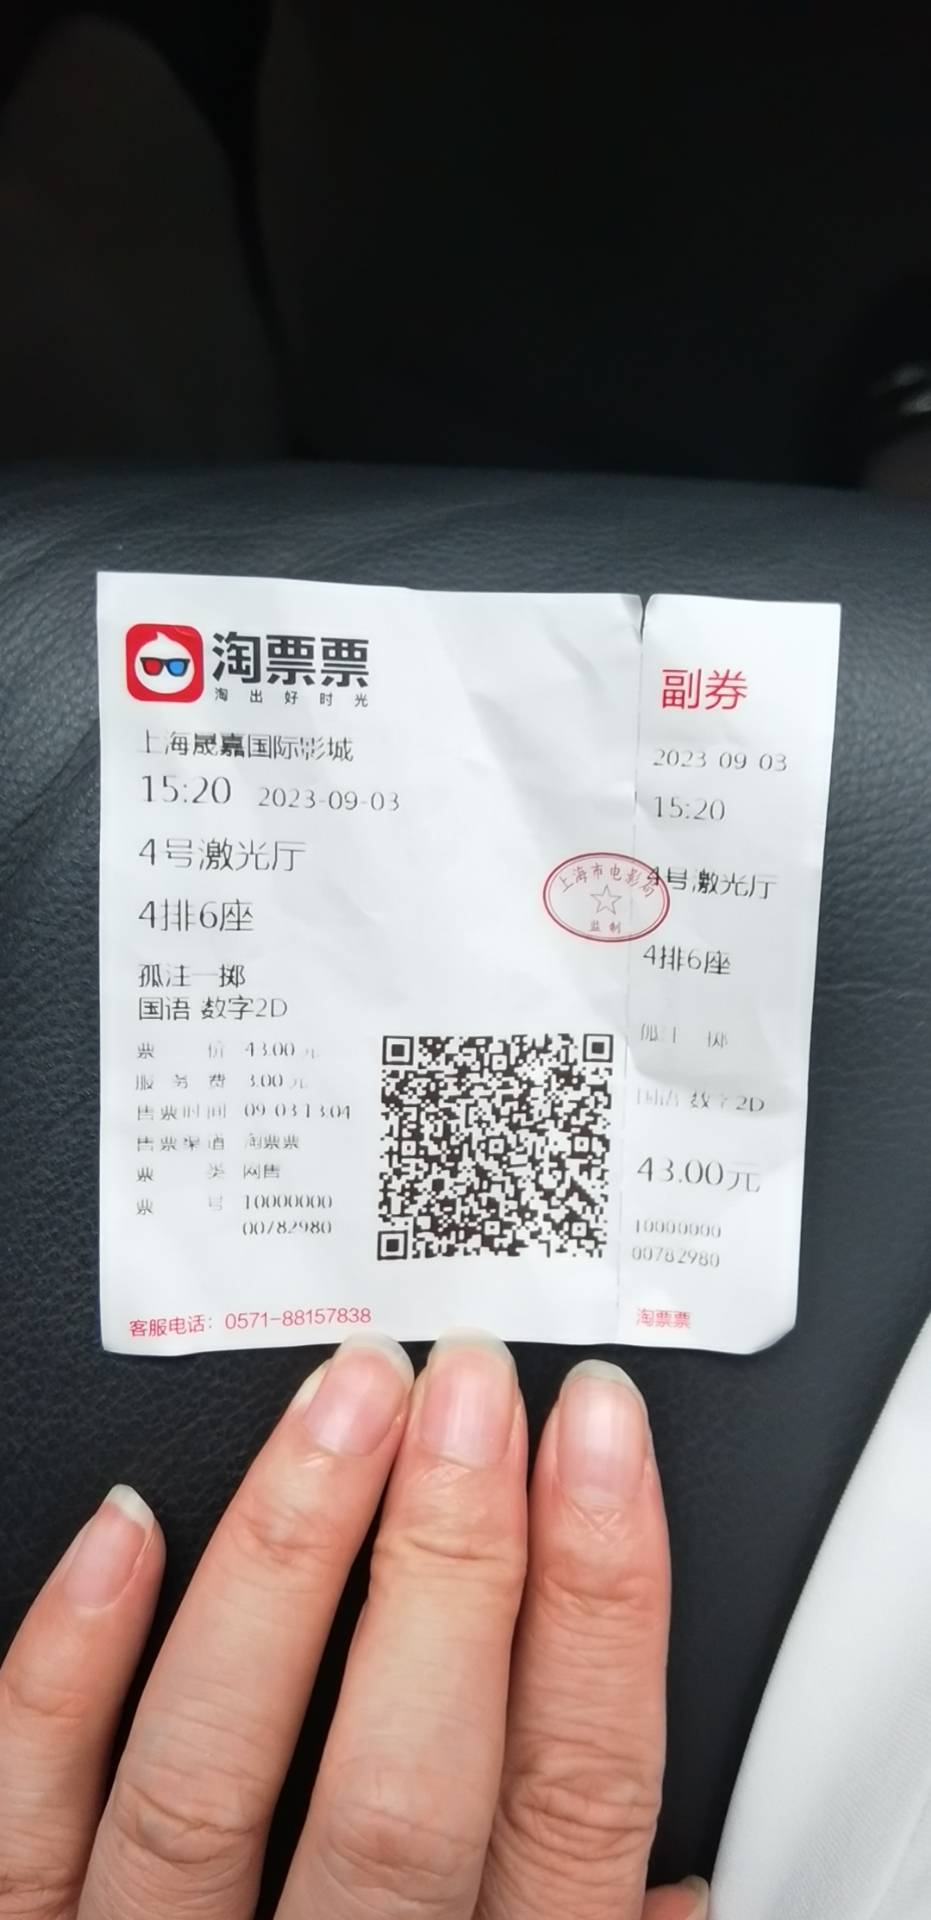 淘票票
淘出好时光
上海晟嘉国际影城
15:20 2023-09-03
4号激光厅
4排6座
孤注一掷
国语 数字2D
票价 43.00元
服务费 3.00元
售票时间 09-03 13:04
售票渠道 淘票票
票类 网售
票号 10000000
00782980
客服电话：0571-88157838
上海市电影局
监制
副券
2023 09 03
15:20
4号激光厅
4排6座
孤注一掷
国语 数字2D
43.00元
10000000
00782980
淘票票